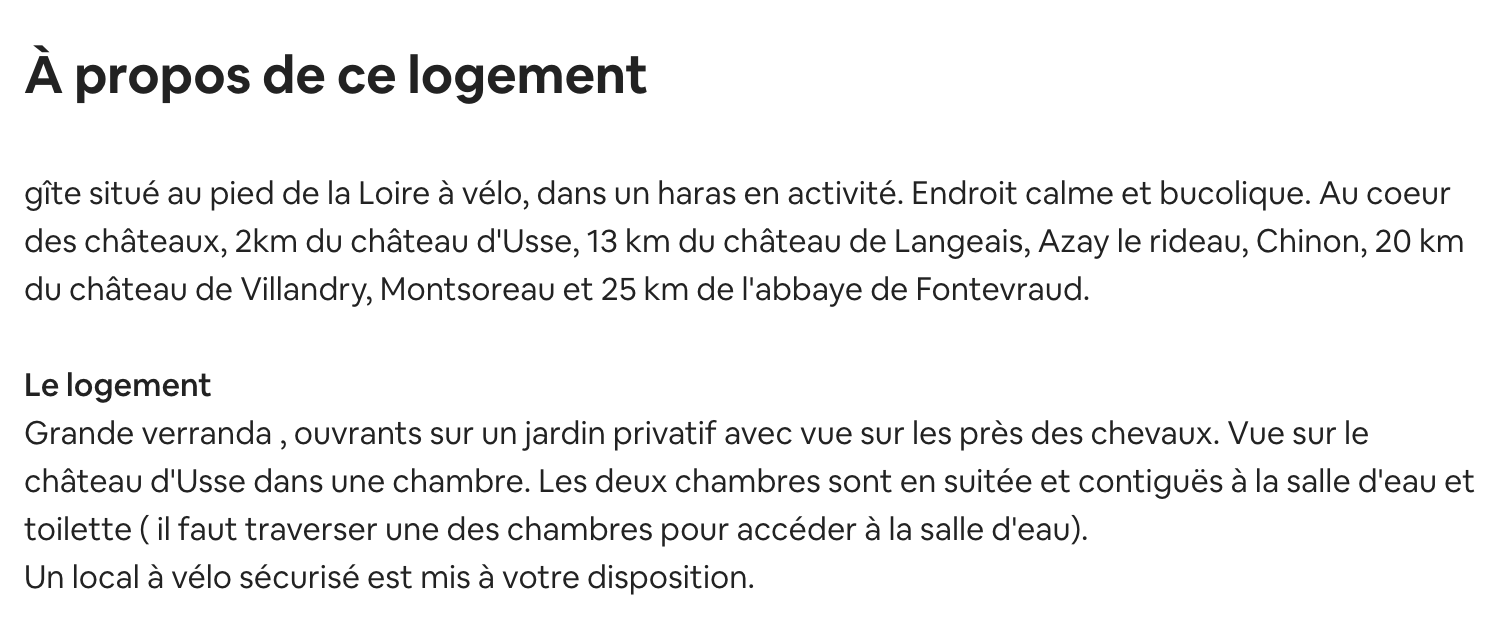 À propos de ce logement
gîte situé au pied de la Loire à vélo, dans un haras en activité. Endroit calme et bucolique. Au coeur
des châteaux, 2km du château d'Usse, 13 km du château de Langeais, Azay le rideau, Chinon, 20 km
du château de Villandry, Montsoreau et 25 km de l'abbaye de Fontevraud.
Le logement
Grande verranda , ouvrants sur un jardin privatif avec vue sur les près des chevaux. Vue sur le
château d'Usse dans une chambre. Les deux chambres sont en suitée et contiguës à la salle d'eau et
toilette ( il faut traverser une des chambres pour accéder à la salle d'eau).
Un local à vélo sécurisé est mis à votre disposition.